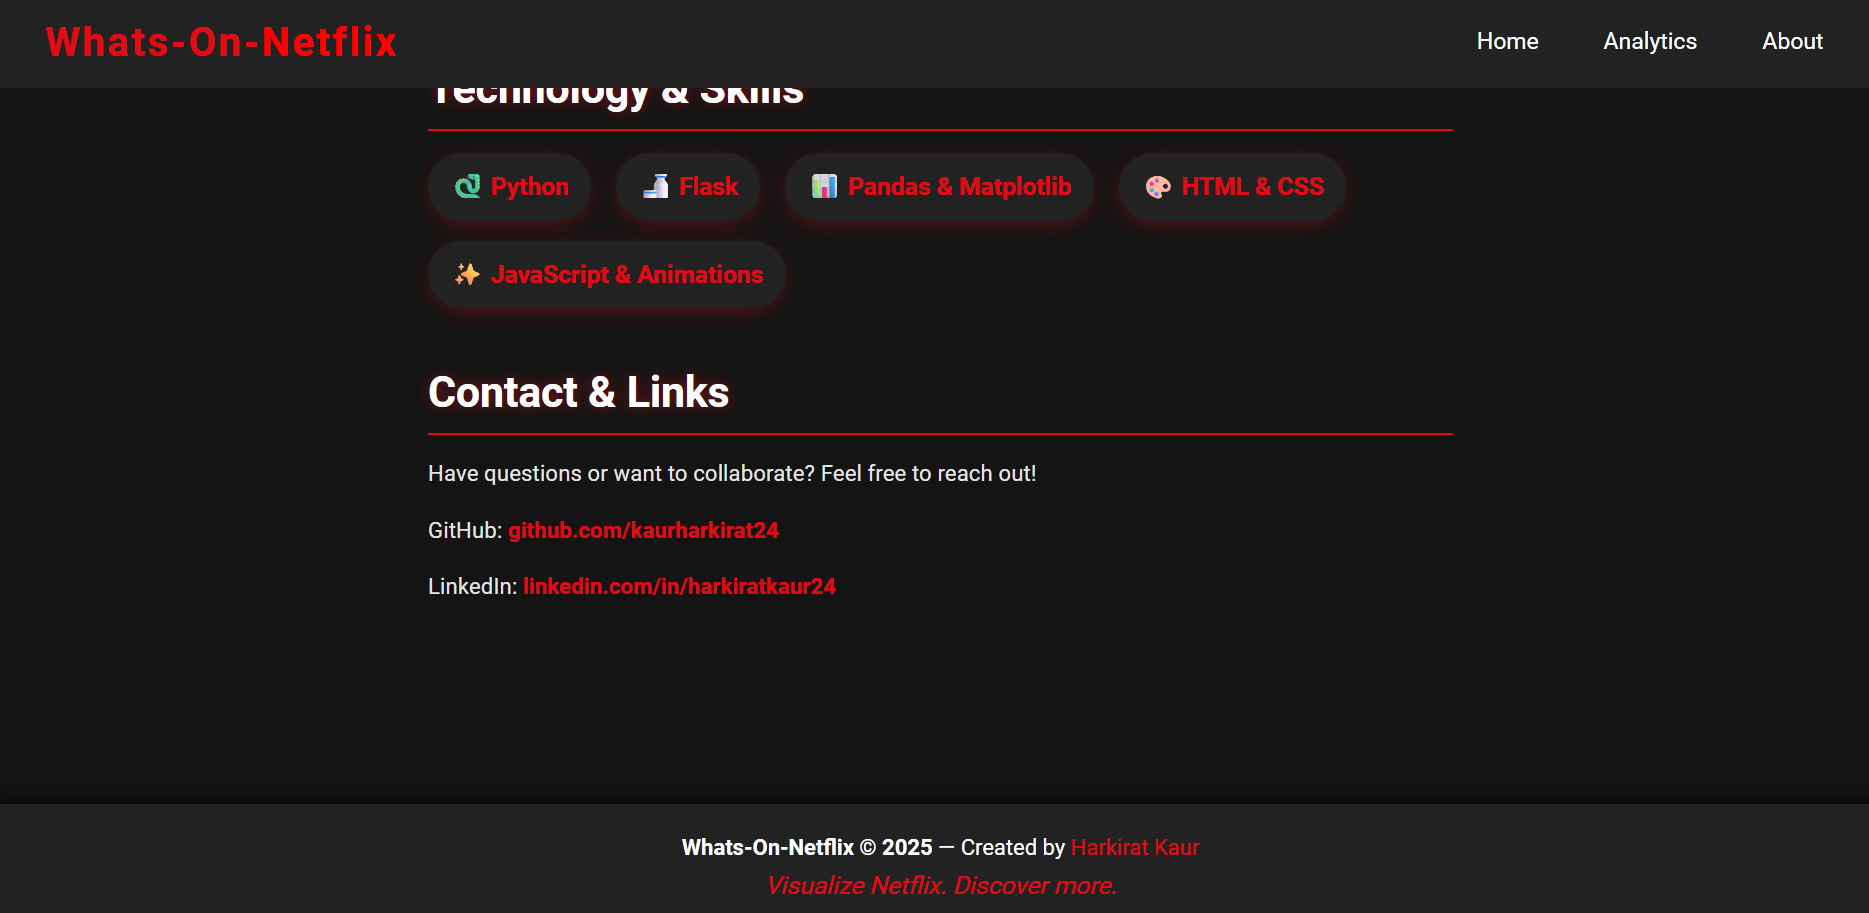 Whats-On-Netflix
Home Analytics About
Technology & Skills
Python Flask Pandas & Matplotlib HTML & CSS
JavaScript & Animations
Contact & Links
Have questions or want to collaborate? Feel free to reach out!
GitHub: github.com/kaurharkirat24
LinkedIn: linkedin.com/in/harkiratkaur24
Whats-On-Netflix © 2025 — Created by Harkirat Kaur
Visualize Netflix. Discover more.